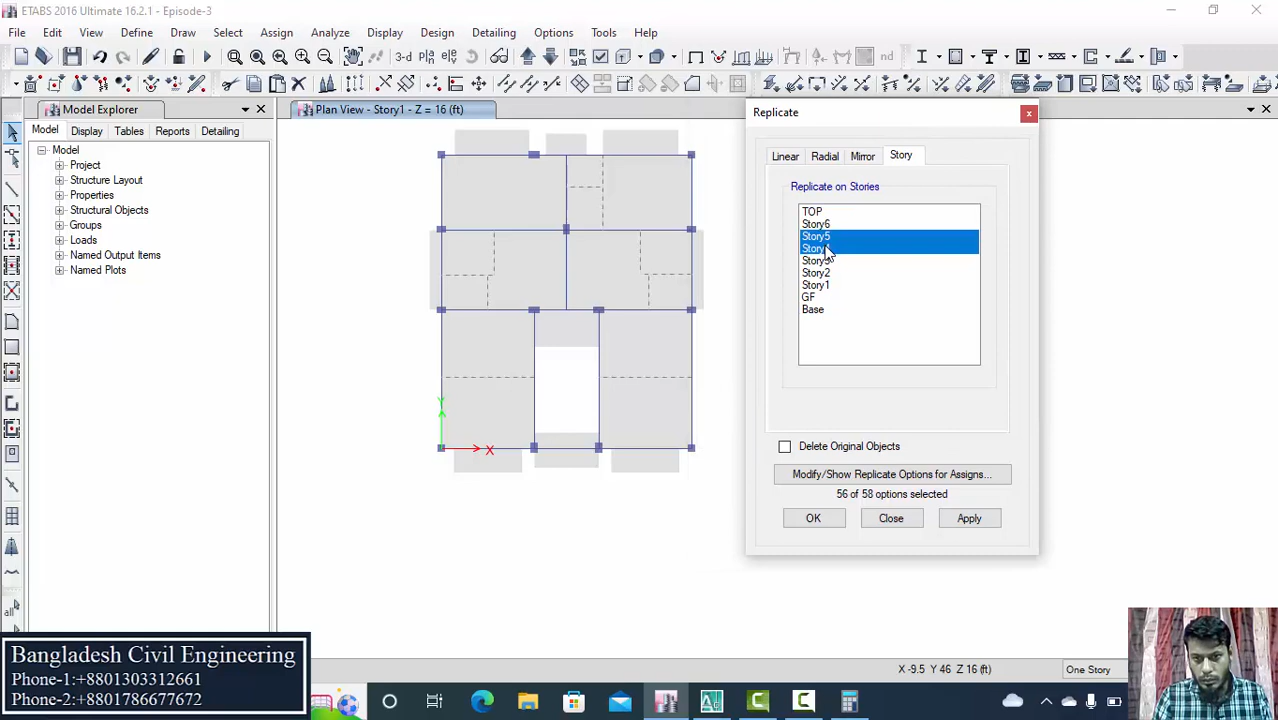 ETABS 2016 Ultimate 16.2.1 - Episode-3
File Edit View Define Draw Select Assign Analyze Display Design Detailing Options Tools Help
3-d
nd
Model Explorer
Plan View - Story1 - Z = 16 (ft)
Model Display Tables Reports Detailing
Model
Project
Structure Layout
Properties
Structural Objects
Groups
Loads
Named Output Items
Named Plots
all
Y
X
Replicate
Linear Radial Mirror Story
Replicate on Stories
TOP
Story6
Story5
Story4
Story3
Story2
Story1
GF
Base
Delete Original Objects
Modify/Show Replicate Options for Assigns...
56 of 58 options selected
OK Close Apply
X -9.5 Y 46 Z 16 (ft)
One Story
Bangladesh Civil Engineering
Phone-1:+8801303312661
Phone-2:+8801786677672